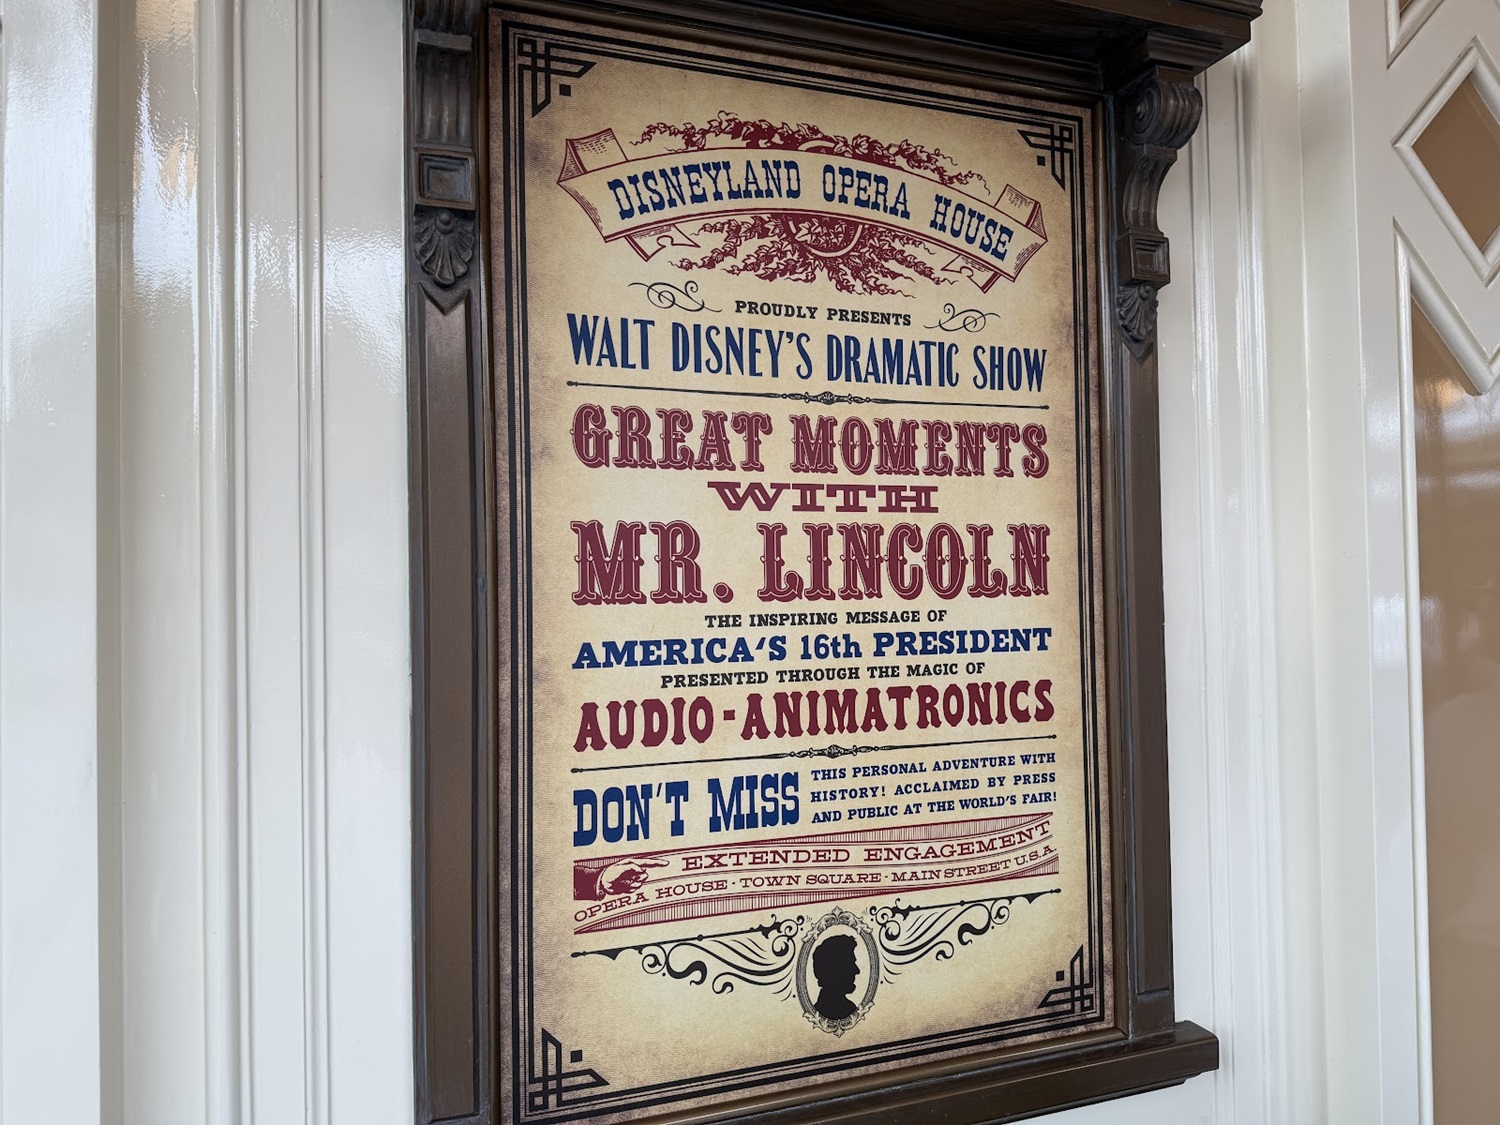 DISNEYLAND OPERA HOUSE
PROUDLY PRESENTS
WALT DISNEY'S DRAMATIC SHOW
GREAT MOMENTS
WITH
MR. LINCOLN
THE INSPIRING MESSAGE OF
AMERICA'S 16th PRESIDENT
PRESENTED THROUGH THE MAGIC OF
AUDIO-ANIMATRONICS
DON'T MISS
THIS PERSONAL ADVENTURE WITH
HISTORY! ACCLAIMED BY PRESS
AND PUBLIC AT THE WORLD'S FAIR!
EXTENDED ENGAGEMENT
OPERA HOUSE · TOWN SQUARE · MAIN STREET U.S.A.